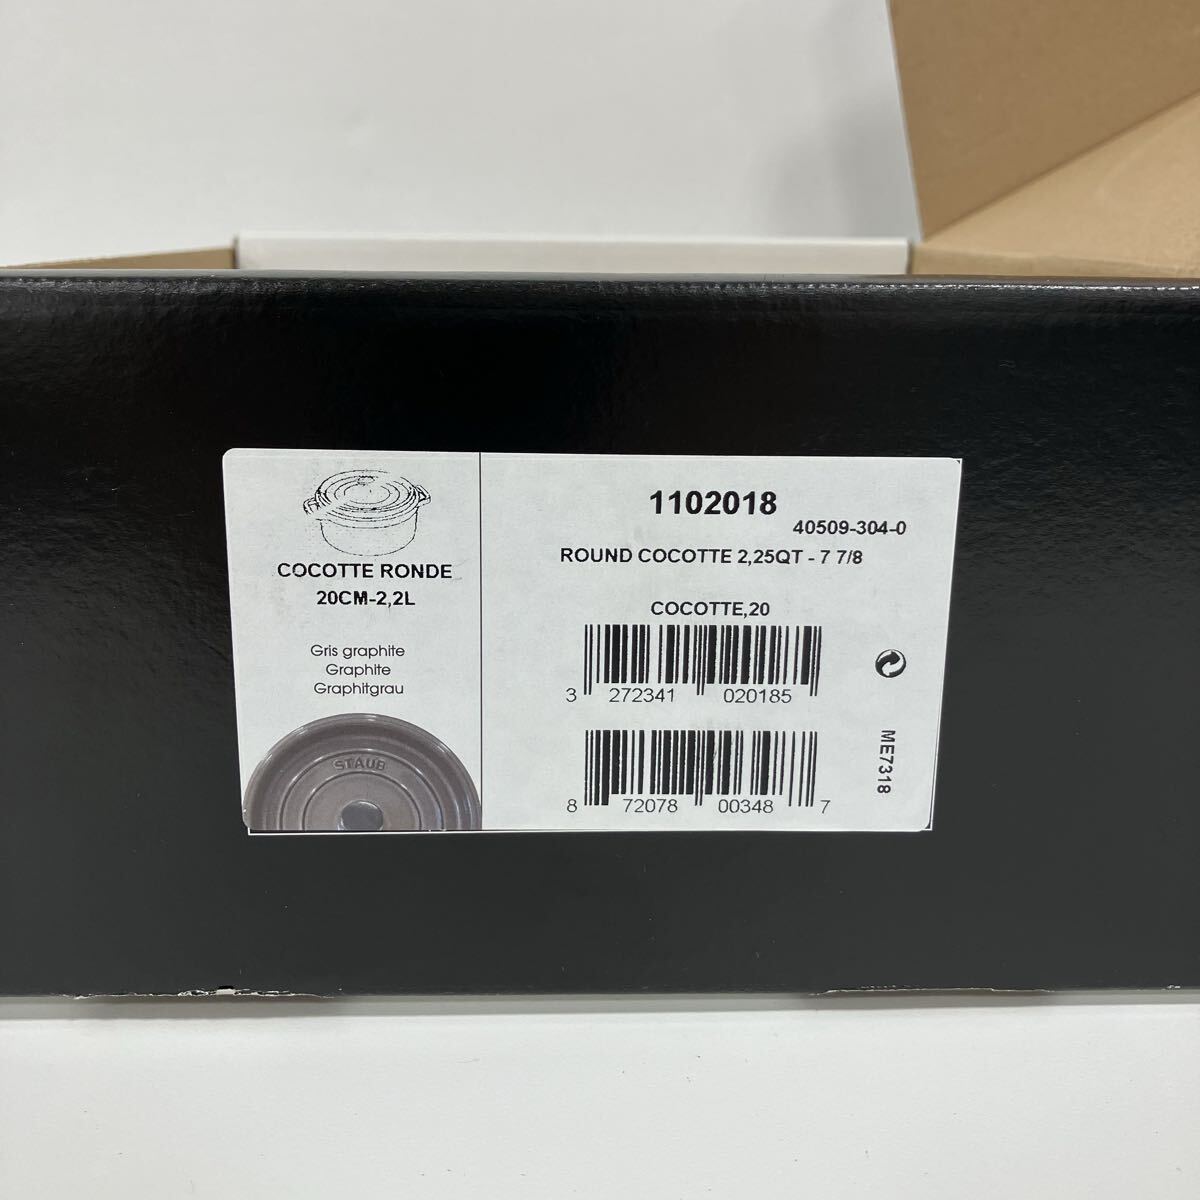 COCOTTE RONDE
20CM-2,2L
Gris graphite
Graphite
Graphitgrau
STAUB
1102018
40509-304-0
ROUND COCOTTE 2,25QT - 7 7/8
COCOTTE,20
3 272341 020185
8 72078 00348 7
ME7318